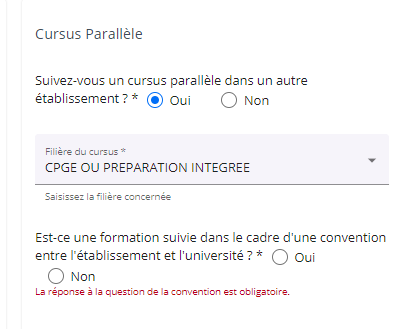 Cursus Parallèle
Suivez-vous un cursus parallèle dans un autre
établissement ? * Oui Non
Filière du cursus *
CPGE OU PREPARATION INTEGREE
Saisissez la filière concernée
Est-ce une formation suivie dans le cadre d'une convention
entre l'établissement et l'université ? * Oui
Non
La réponse à la question de la convention est obligatoire.